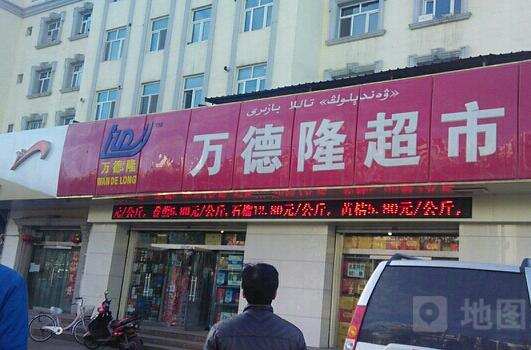 «ۋەندېلوڭ» تاللا بازىرى
万德隆超市
万德隆
WAN DE LONG
元/公斤，香蕉6.80元/公斤，石榴12.80元/公斤，黄桔5.80元/公斤，
地图